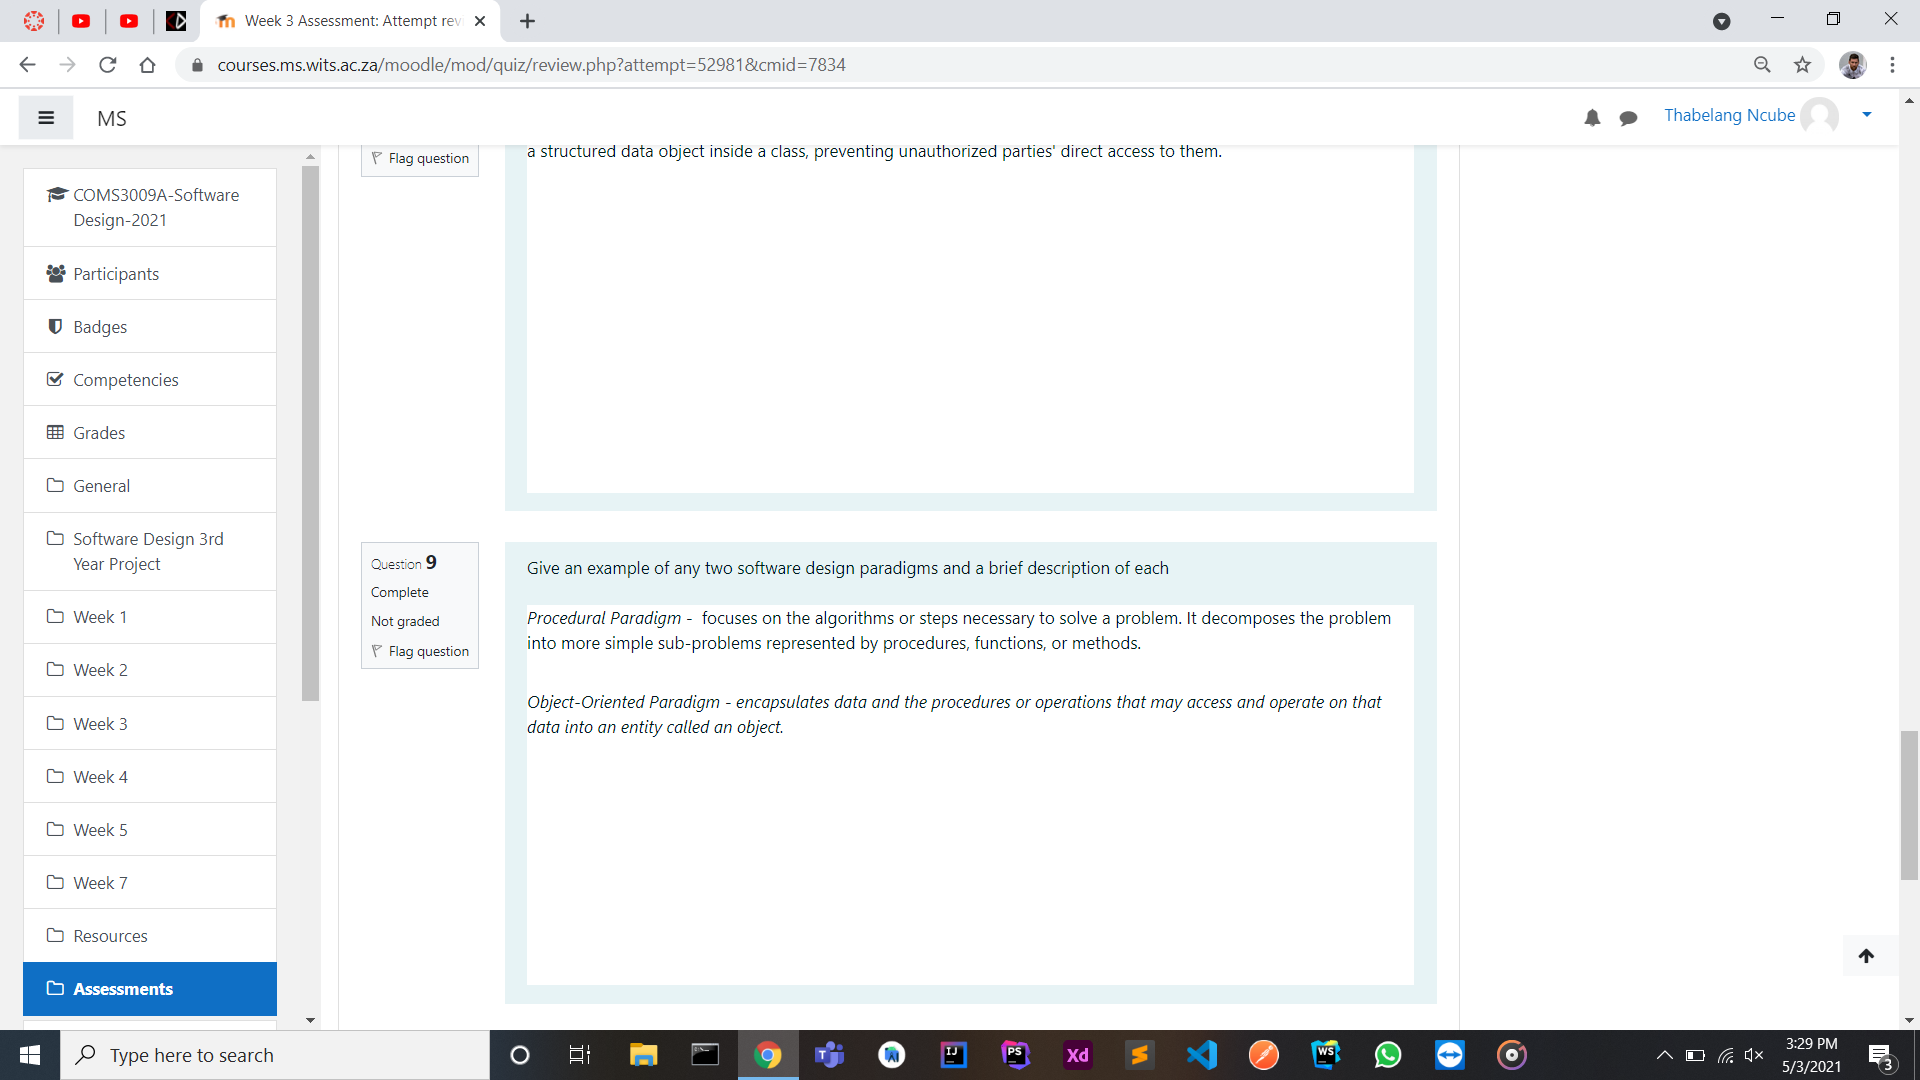 Week 3 Assessment: Attempt rev
courses.ms.wits.ac.za/moodle/mod/quiz/review.php?attempt=52981&cmid=7834
MS
Thabelang Ncube
COMS3009A-Software
Design-2021
Participants
Badges
Competencies
Grades
General
Software Design 3rd
Year Project
Week 1
Week 2
Week 3
Week 4
Week 5
Week 7
Resources
Assessments
Flag question
a structured data object inside a class, preventing unauthorized parties' direct access to them.
Question 9
Complete
Not graded
Flag question
Give an example of any two software design paradigms and a brief description of each
Procedural Paradigm -  focuses on the algorithms or steps necessary to solve a problem. It decomposes the problem
into more simple sub-problems represented by procedures, functions, or methods.
Object-Oriented Paradigm - encapsulates data and the procedures or operations that may access and operate on that
data into an entity called an object.
Type here to search
T
IJ
PS
Xd
WS
3:29 PM
5/3/2021
3